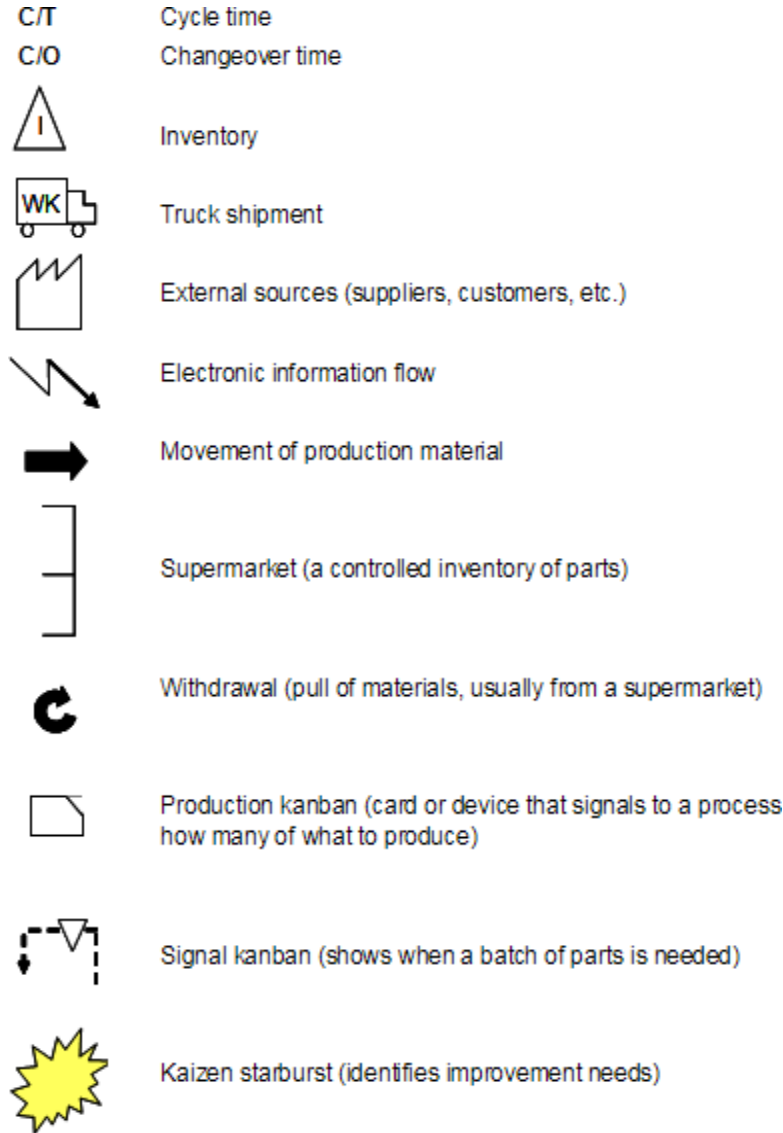 C/T Cycle time
C/O Changeover time
I Inventory
WK Truck shipment
External sources (suppliers, customers, etc.)
Electronic information flow
Movement of production material
Supermarket (a controlled inventory of parts)
Withdrawal (pull of materials, usually from a supermarket)
Production kanban (card or device that signals to a process
how many of what to produce)
Signal kanban (shows when a batch of parts is needed)
Kaizen starburst (identifies improvement needs)